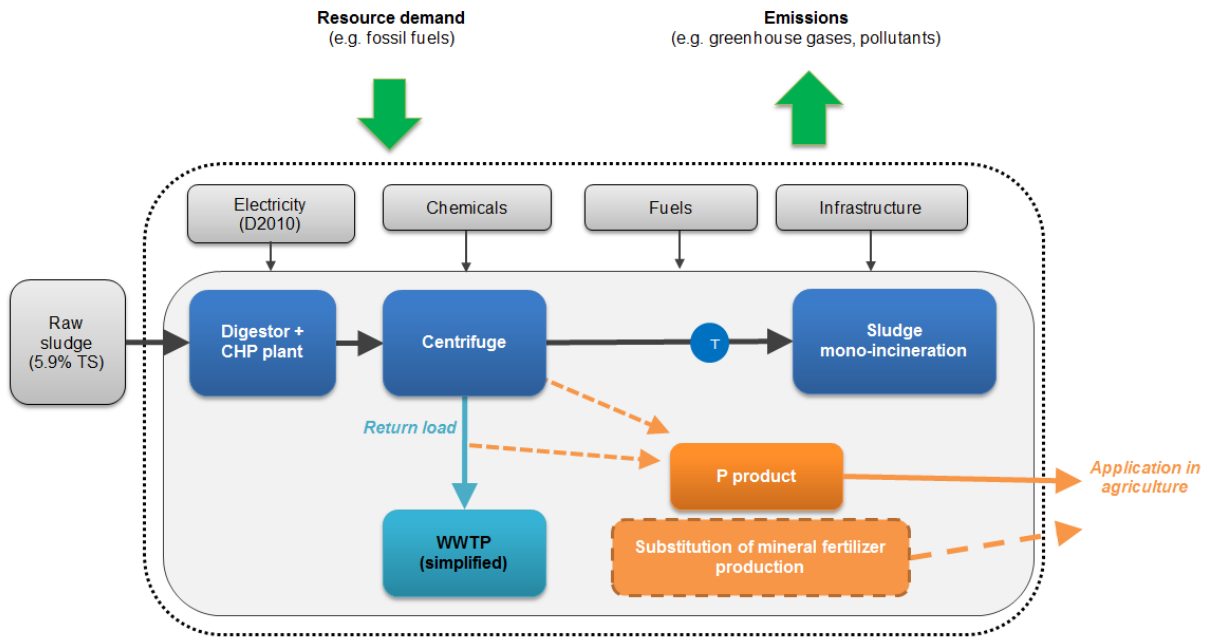 Resource demand
(e.g. fossil fuels)
Emissions
(e.g. greenhouse gases, pollutants)
Electricity
(D2010)
Chemicals
Fuels
Infrastructure
Raw
sludge
(5.9% TS)
Digestor +
CHP plant
Centrifuge
T
Sludge
mono-incineration
Return load
P product
Application in
agriculture
WWTP
(simplified)
Substitution of mineral fertilizer
production